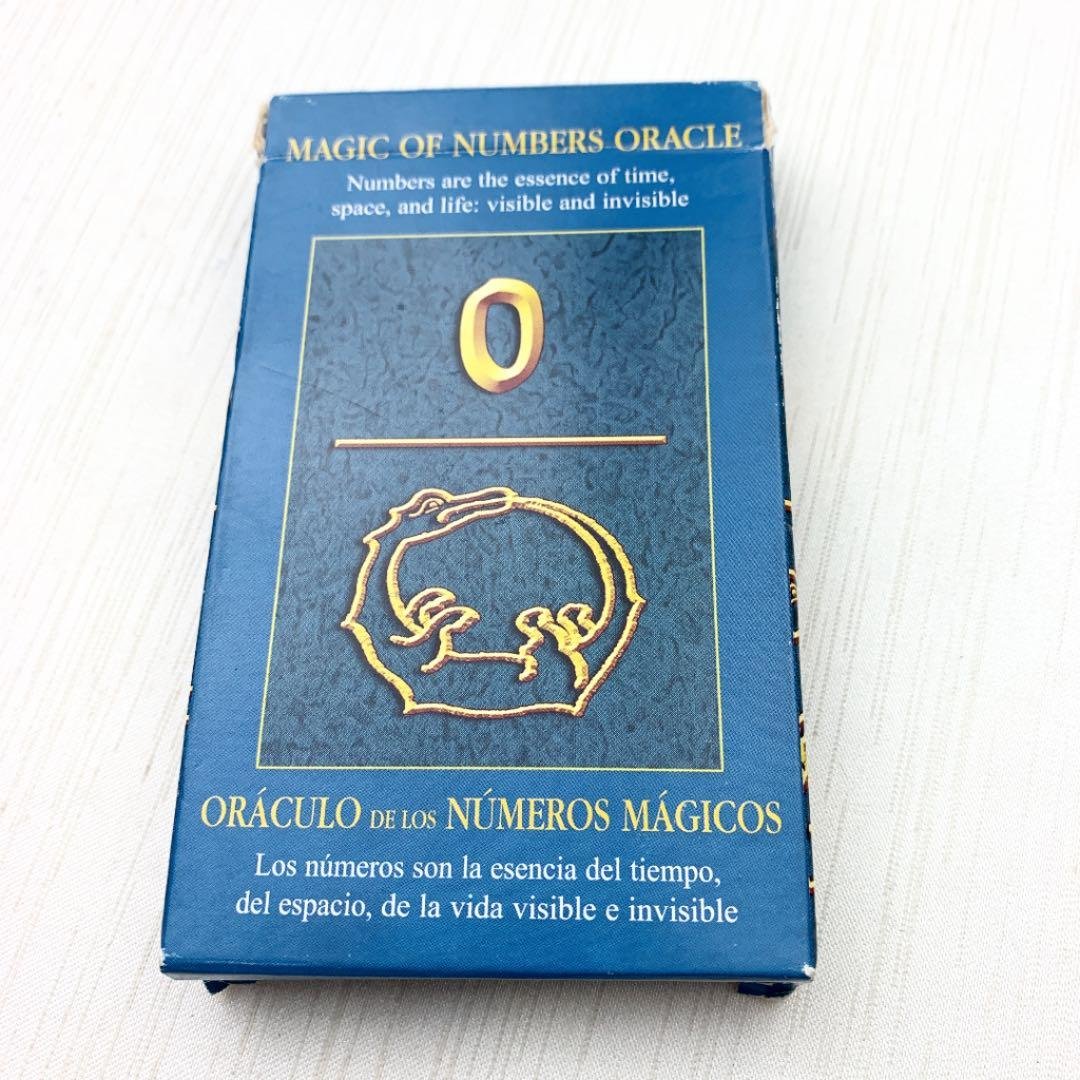 MAGIC OF NUMBERS ORACLE
Numbers are the essence of time,
space, and life: visible and invisible
0
ORÁCULO DE LOS NÚMEROS MÁGICOS
Los números son la esencia del tiempo,
del espacio, de la vida visible e invisible